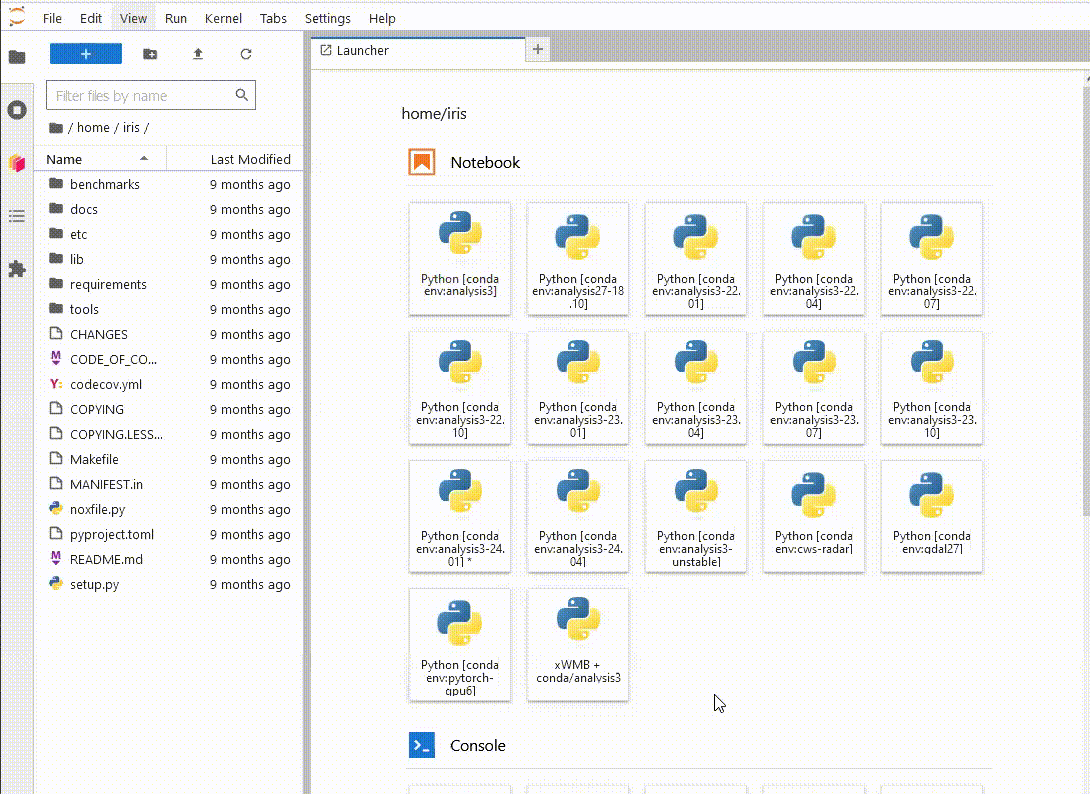 File Edit View Run Kernel Tabs Settings Help
Launcher
Filter files by name
/ home / iris /
Name Last Modified
benchmarks 9 months ago
docs 9 months ago
etc 9 months ago
lib 9 months ago
requirements 9 months ago
tools 9 months ago
CHANGES 9 months ago
CODE_OF_CO... 9 months ago
codecov.yml 9 months ago
COPYING 9 months ago
COPYING.LESS... 9 months ago
Makefile 9 months ago
MANIFEST.in 9 months ago
noxfile.py 9 months ago
pyproject.toml 9 months ago
README.md 9 months ago
setup.py 9 months ago
home/iris
Notebook
Python [conda
env:analysis3]
Python [conda
env:analysis27-18
.10]
Python [conda
env:analysis3-22.
01]
Python [conda
env:analysis3-22.
04]
Python [conda
env:analysis3-22.
07]
Python [conda
env:analysis3-22.
10]
Python [conda
env:analysis3-23.
01]
Python [conda
env:analysis3-23.
04]
Python [conda
env:analysis3-23.
07]
Python [conda
env:analysis3-23.
10]
Python [conda
env:analysis3-24.
01] *
Python [conda
env:analysis3-24.
04]
Python [conda
env:analysis3-
unstable]
Python [conda
env:cws-radar]
Python [conda
env:gdal27]
Python [conda
env:pytorch-
gpu6]
xWMB +
conda/analysis3
Console